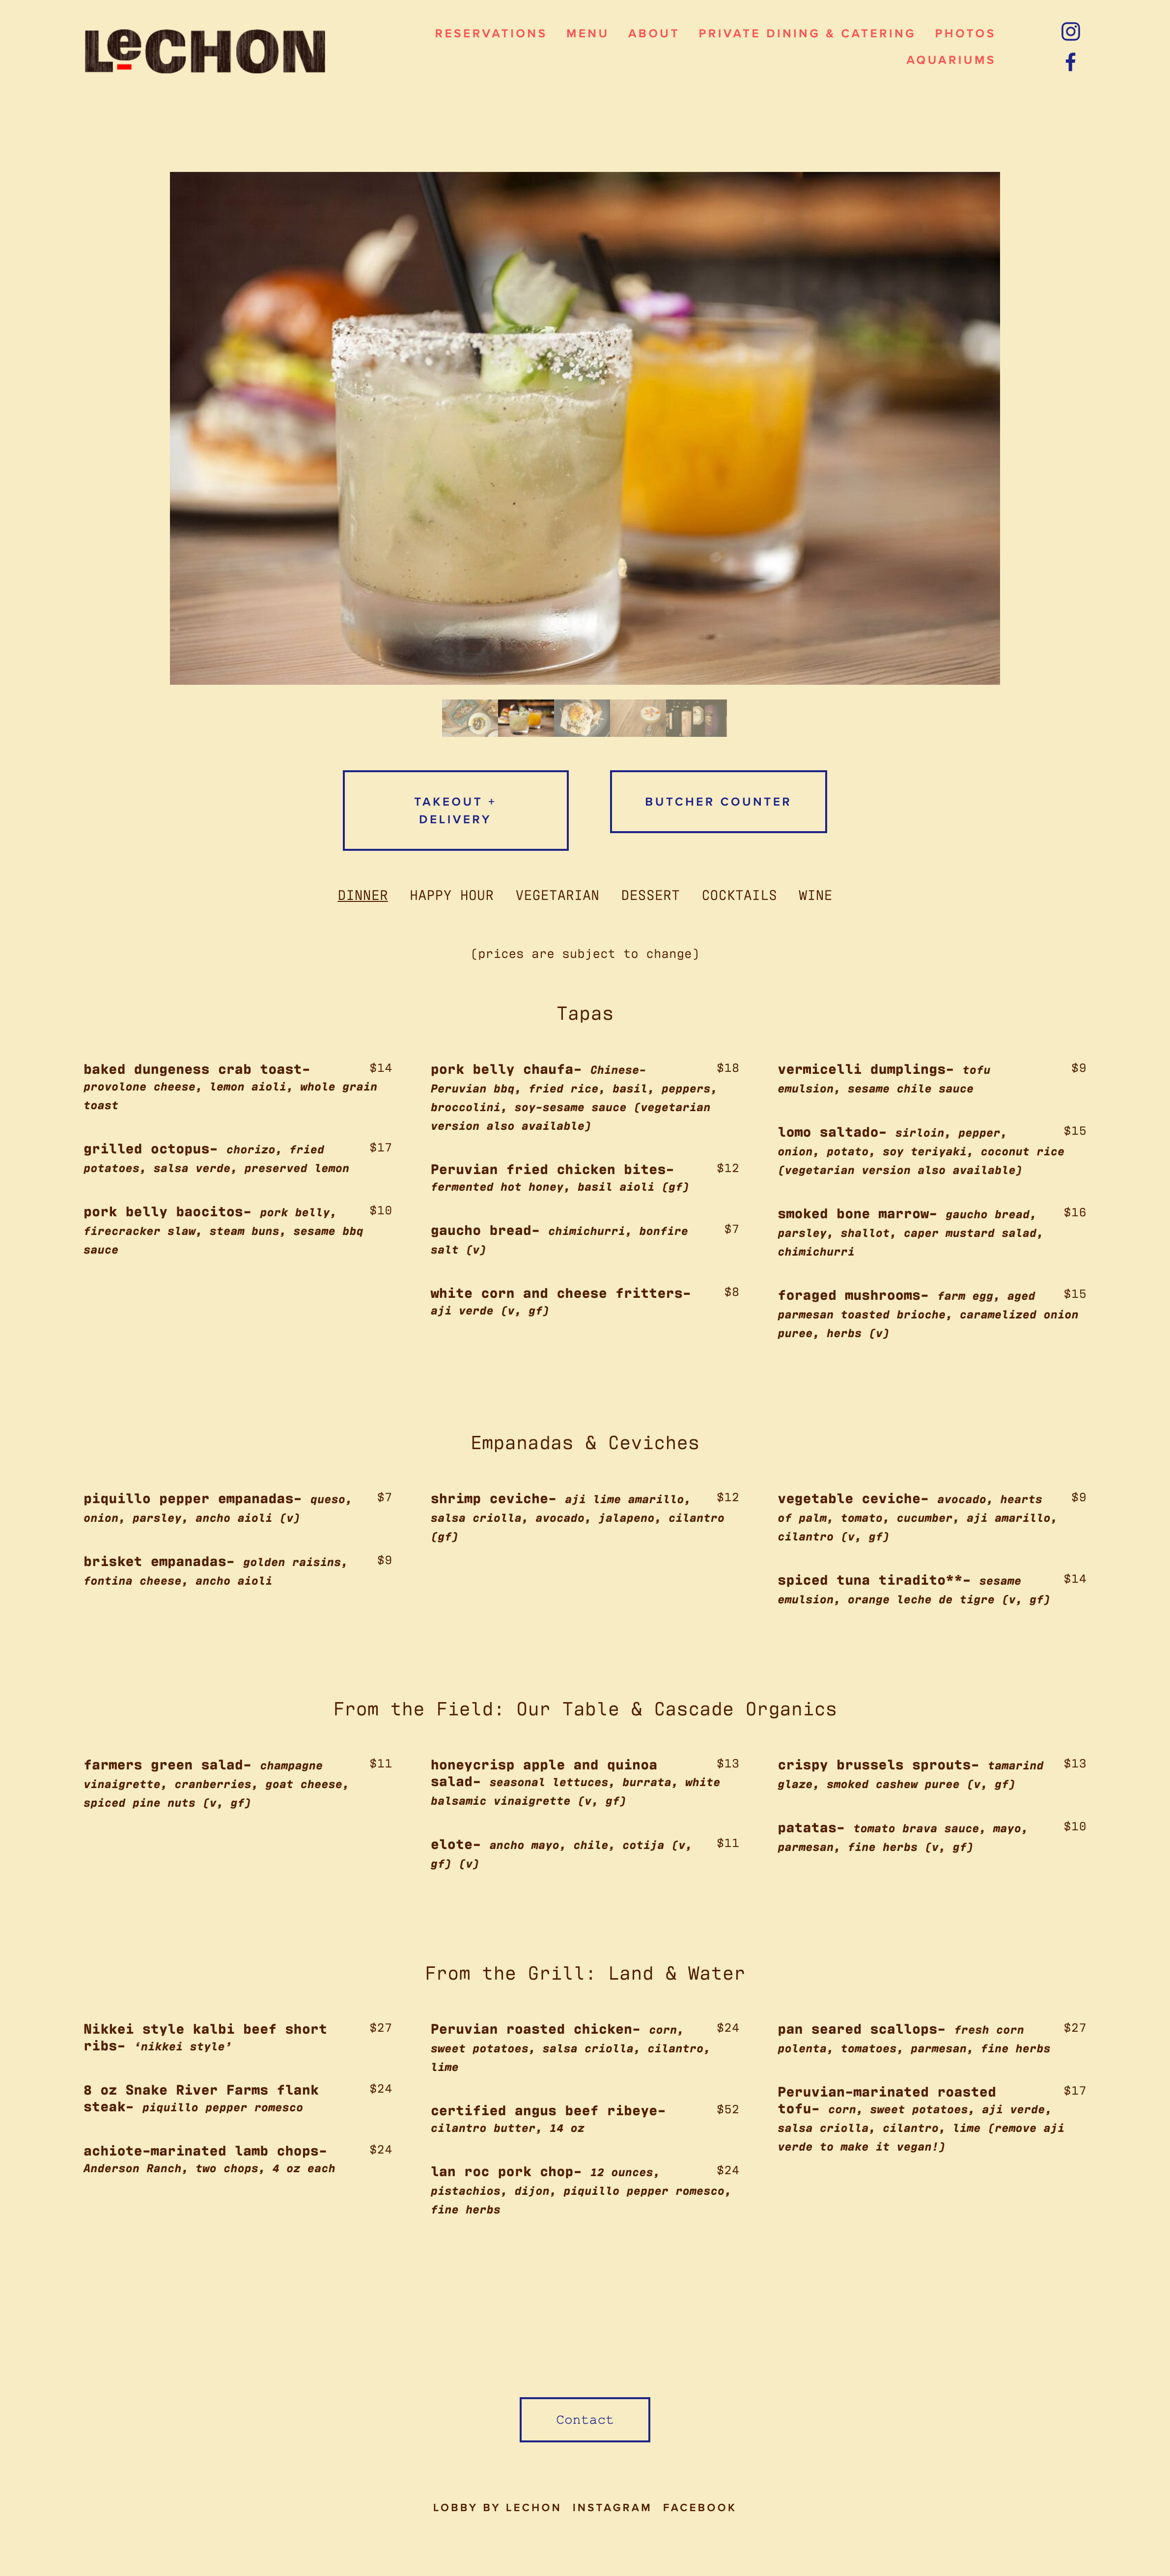 LeCHON
RESERVATIONS MENU ABOUT PRIVATE DINING & CATERING PHOTOS
AQUARIUMS
TAKEOUT +
DELIVERY
BUTCHER COUNTER
DINNER HAPPY HOUR VEGETARIAN DESSERT COCKTAILS WINE
(prices are subject to change)
Tapas
baked dungeness crab toast- $14
provolone cheese, lemon aioli, whole grain
toast
grilled octopus- chorizo, fried $17
potatoes, salsa verde, preserved lemon
pork belly baocitos- pork belly, $10
firecracker slaw, steam buns, sesame bbq
sauce
pork belly chaufa- Chinese- $18
Peruvian bbq, fried rice, basil, peppers,
broccolini, soy-sesame sauce (vegetarian
version also available)
Peruvian fried chicken bites- $12
fermented hot honey, basil aioli (gf)
gaucho bread- chimichurri, bonfire $7
salt (v)
white corn and cheese fritters- $8
aji verde (v, gf)
vermicelli dumplings- tofu $9
emulsion, sesame chile sauce
lomo saltado- sirloin, pepper, $15
onion, potato, soy teriyaki, coconut rice
(vegetarian version also available)
smoked bone marrow- gaucho bread, $16
parsley, shallot, caper mustard salad,
chimichurri
foraged mushrooms- farm egg, aged $15
parmesan toasted brioche, caramelized onion
puree, herbs (v)
Empanadas & Ceviches
piquillo pepper empanadas- queso, $7
onion, parsley, ancho aioli (v)
brisket empanadas- golden raisins, $9
fontina cheese, ancho aioli
shrimp ceviche- aji lime amarillo, $12
salsa criolla, avocado, jalapeno, cilantro
(gf)
vegetable ceviche- avocado, hearts $9
of palm, tomato, cucumber, aji amarillo,
cilantro (v, gf)
spiced tuna tiradito**- sesame $14
emulsion, orange leche de tigre (v, gf)
From the Field: Our Table & Cascade Organics
farmers green salad- champagne $11
vinaigrette, cranberries, goat cheese,
spiced pine nuts (v, gf)
honeycrisp apple and quinoa $13
salad- seasonal lettuces, burrata, white
balsamic vinaigrette (v, gf)
elote- ancho mayo, chile, cotija (v, $11
gf) (v)
crispy brussels sprouts- tamarind $13
glaze, smoked cashew puree (v, gf)
patatas- tomato brava sauce, mayo, $10
parmesan, fine herbs (v, gf)
From the Grill: Land & Water
Nikkei style kalbi beef short $27
ribs- ‘nikkei style’
8 oz Snake River Farms flank $24
steak- piquillo pepper romesco
achiote-marinated lamb chops- $24
Anderson Ranch, two chops, 4 oz each
Peruvian roasted chicken- corn, $24
sweet potatoes, salsa criolla, cilantro,
lime
certified angus beef ribeye- $52
cilantro butter, 14 oz
lan roc pork chop- 12 ounces, $24
pistachios, dijon, piquillo pepper romesco,
fine herbs
pan seared scallops- fresh corn $27
polenta, tomatoes, parmesan, fine herbs
Peruvian-marinated roasted $17
tofu- corn, sweet potatoes, aji verde,
salsa criolla, cilantro, lime (remove aji
verde to make it vegan!)
Contact
LOBBY BY LECHON INSTAGRAM FACEBOOK